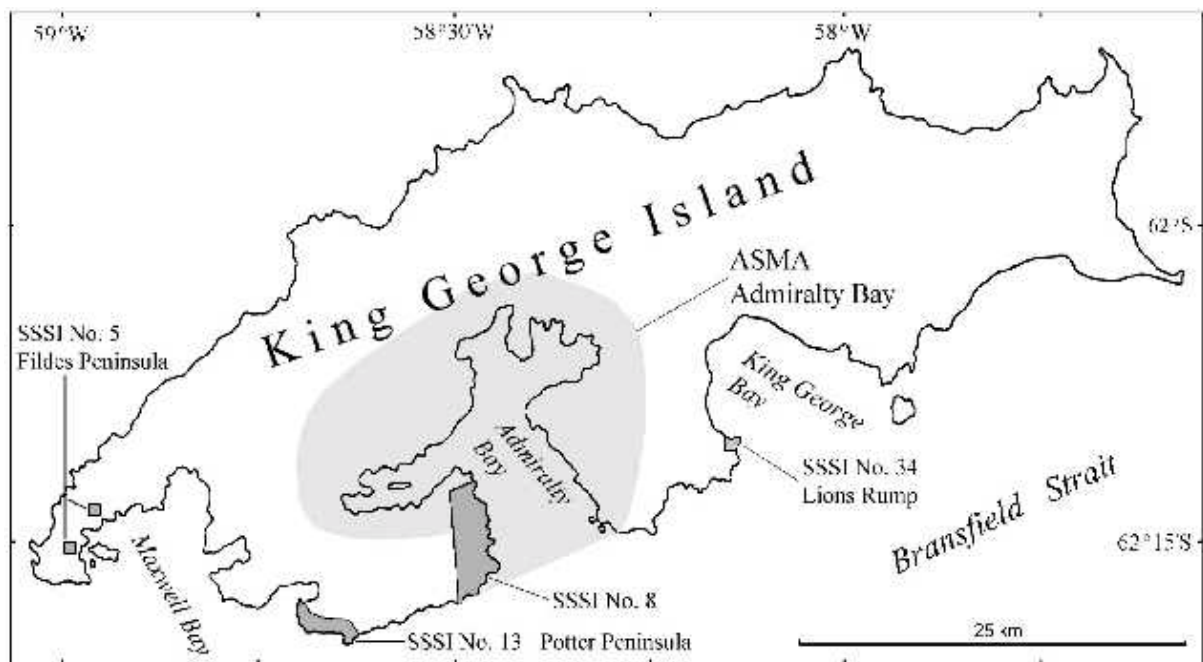 59°W
58°30'W
58°W
King George Island
62°S
ASMA
Admiralty Bay
SSSI No. 5
Fildes Peninsula
King George
Bay
Admiralty
Bay
SSSI No. 34
Lions Rump
Bransfield Strait
Maxwell Bay
62°15'S
SSSI No. 8
SSSI No. 13 Potter Peninsula
25 km